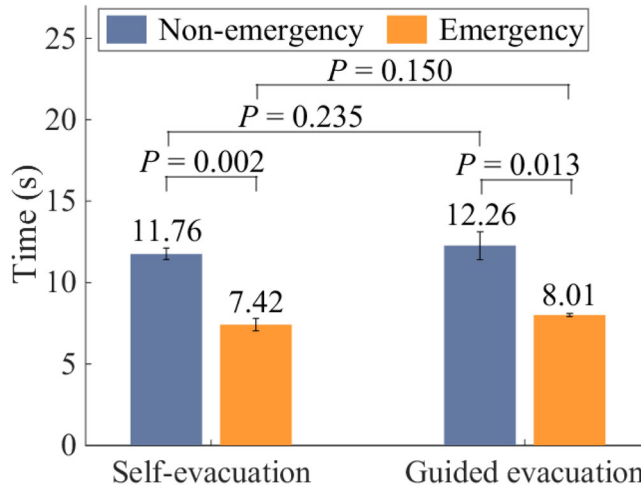 Non-emergency Emergency
25
P = 0.150
20
P = 0.235
P = 0.002
P = 0.013
15
12.26
11.76
10
8.01
7.42
5
0
Time (s)
Self-evacuation Guided evacuation